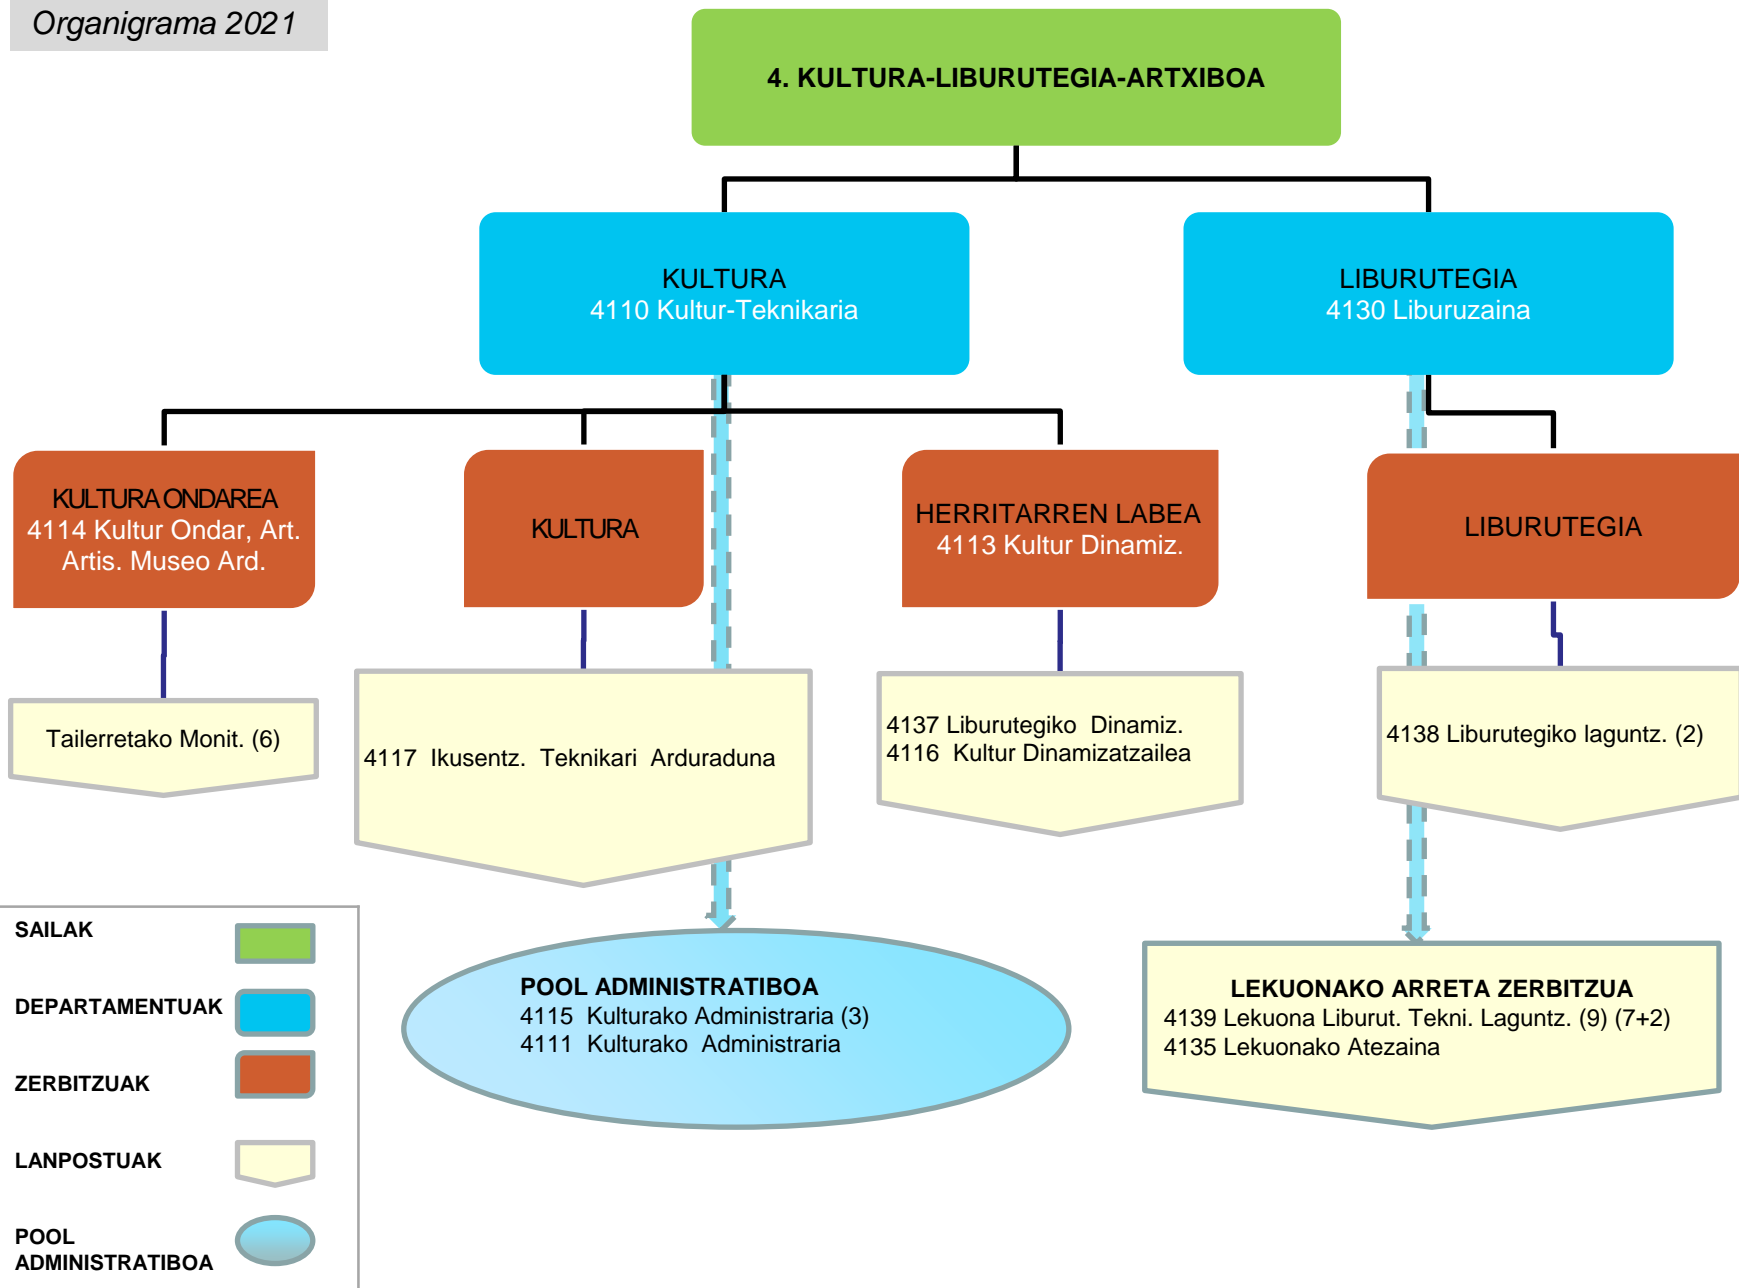 Organigrama 2021
4. KULTURA-LIBURUTEGIA-ARTXIBOA
KULTURA
4110 Kultur-Teknikaria
LIBURUTEGIA
4130 Liburuzaina
KULTURA ONDAREA
4114 Kultur Ondar, Art.
Artis. Museo Ard.
KULTURA
HERRITARREN LABEA
4113 Kultur Dinamiz.
LIBURUTEGIA
Tailerretako Monit. (6)
4117 Ikusentz. Teknikari Arduraduna
4137 Liburutegiko Dinamiz.
4116 Kultur Dinamizatzailea
4138 Liburutegiko laguntz. (2)
POOL ADMINISTRATIBOA
4115 Kulturako Administraria (3)
4111 Kulturako Administraria
LEKUONAKO ARRETA ZERBITZUA
4139 Lekuona Liburut. Tekni. Laguntz. (9) (7+2)
4135 Lekuonako Atezaina
SAILAK
DEPARTAMENTUAK
ZERBITZUAK
LANPOSTUAK
POOL
ADMINISTRATIBOA